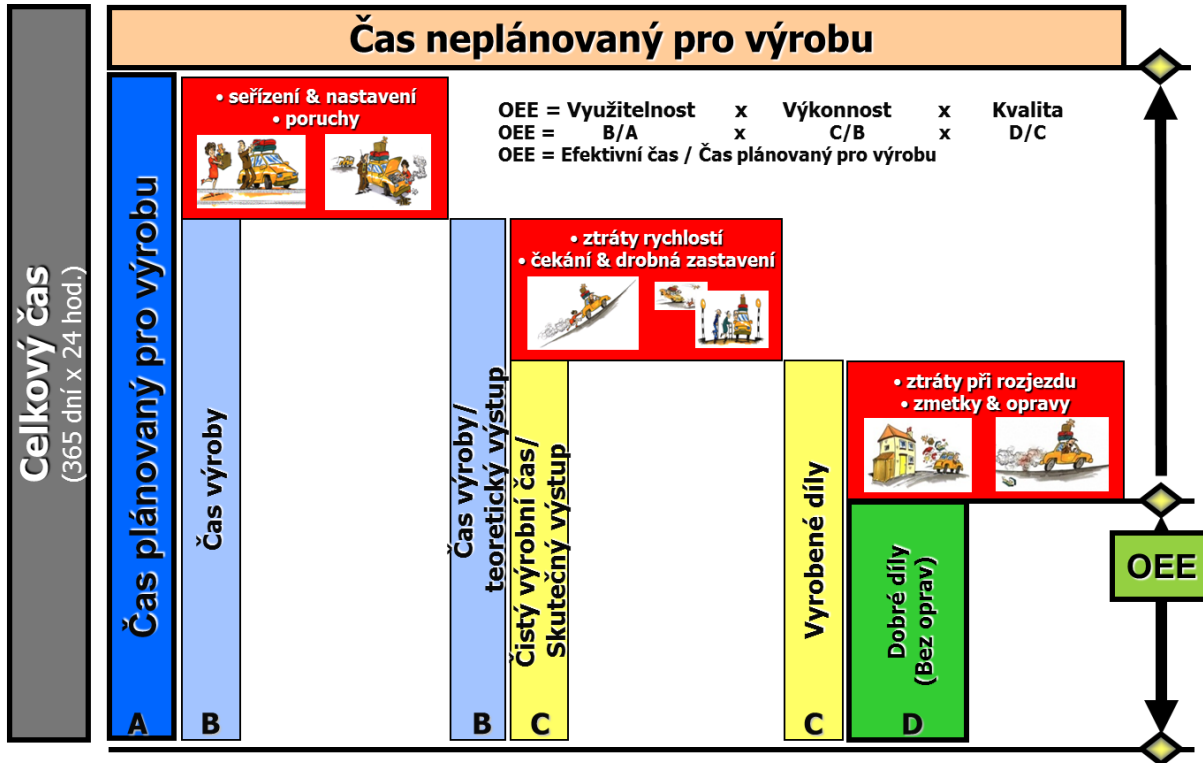 Čas neplánovaný pro výrobu
Celkový čas
(365 dní x 24 hod.)
Čas plánovaný pro výrobu
A
• seřízení & nastavení
• poruchy
OEE = Využitelnost x Výkonnost x Kvalita
OEE = B/A x C/B x D/C
OEE = Efektivní čas / Čas plánovaný pro výrobu
Čas výroby
B
• ztráty rychlostí
• čekání & drobná zastavení
Čas výroby/
teoretický výstup
B
Čistý výrobní čas/
Skutečný výstup
C
• ztráty při rozjezdu
• zmetky & opravy
Vyrobené díly
C
Dobré díly
(Bez oprav)
D
OEE